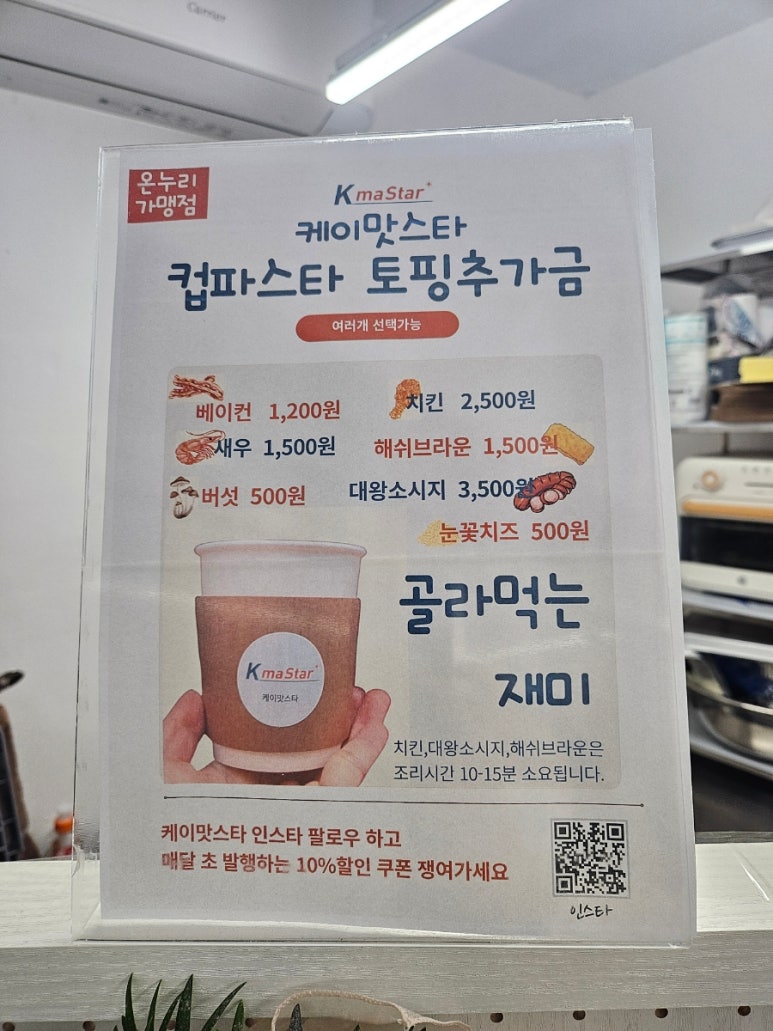 Carrier
온누리
가맹점
KmaStar
케이맛스타
컵파스타 토핑추가금
여러개 선택가능
베이컨 1,200원
치킨 2,500원
새우 1,500원
해쉬브라운 1,500원
버섯 500원
대왕소시지 3,500원
눈꽃치즈 500원
골라먹는
재미
KmaStar
케이맛스타
치킨,대왕소시지,해쉬브라운은
조리시간 10-15분 소요됩니다.
케이맛스타 인스타 팔로우 하고
매달 초 발행하는 10%할인 쿠폰 쟁여가세요
인스타